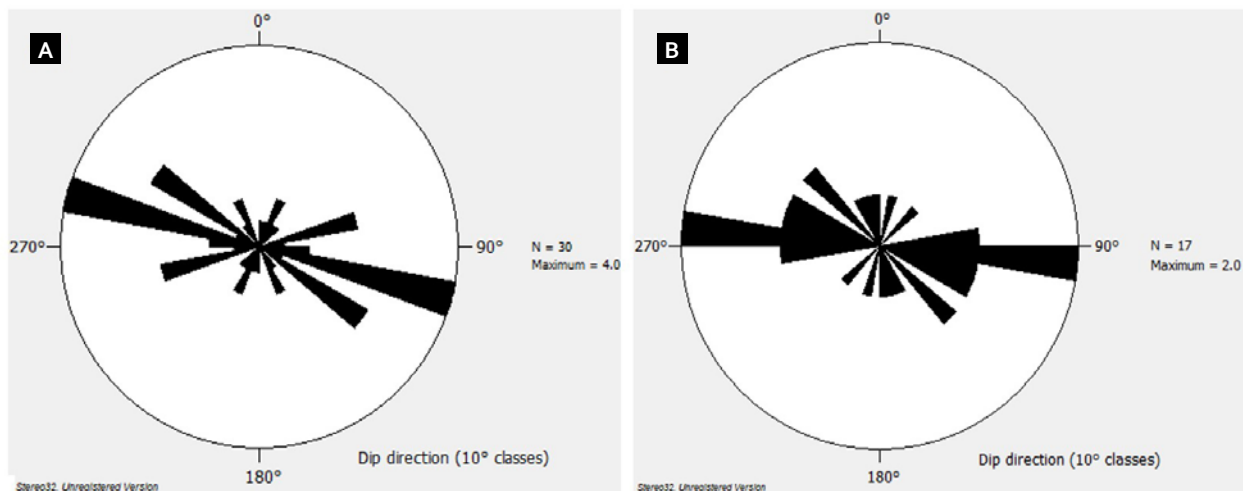 A
0°
270°
90°
N = 30
Maximum = 4.0
Dip direction (10° classes)
180°
Stereo32, Unregistered Version
B
0°
270°
90°
N = 17
Maximum = 2.0
Dip direction (10° classes)
180°
Stereo32, Unregistered Version